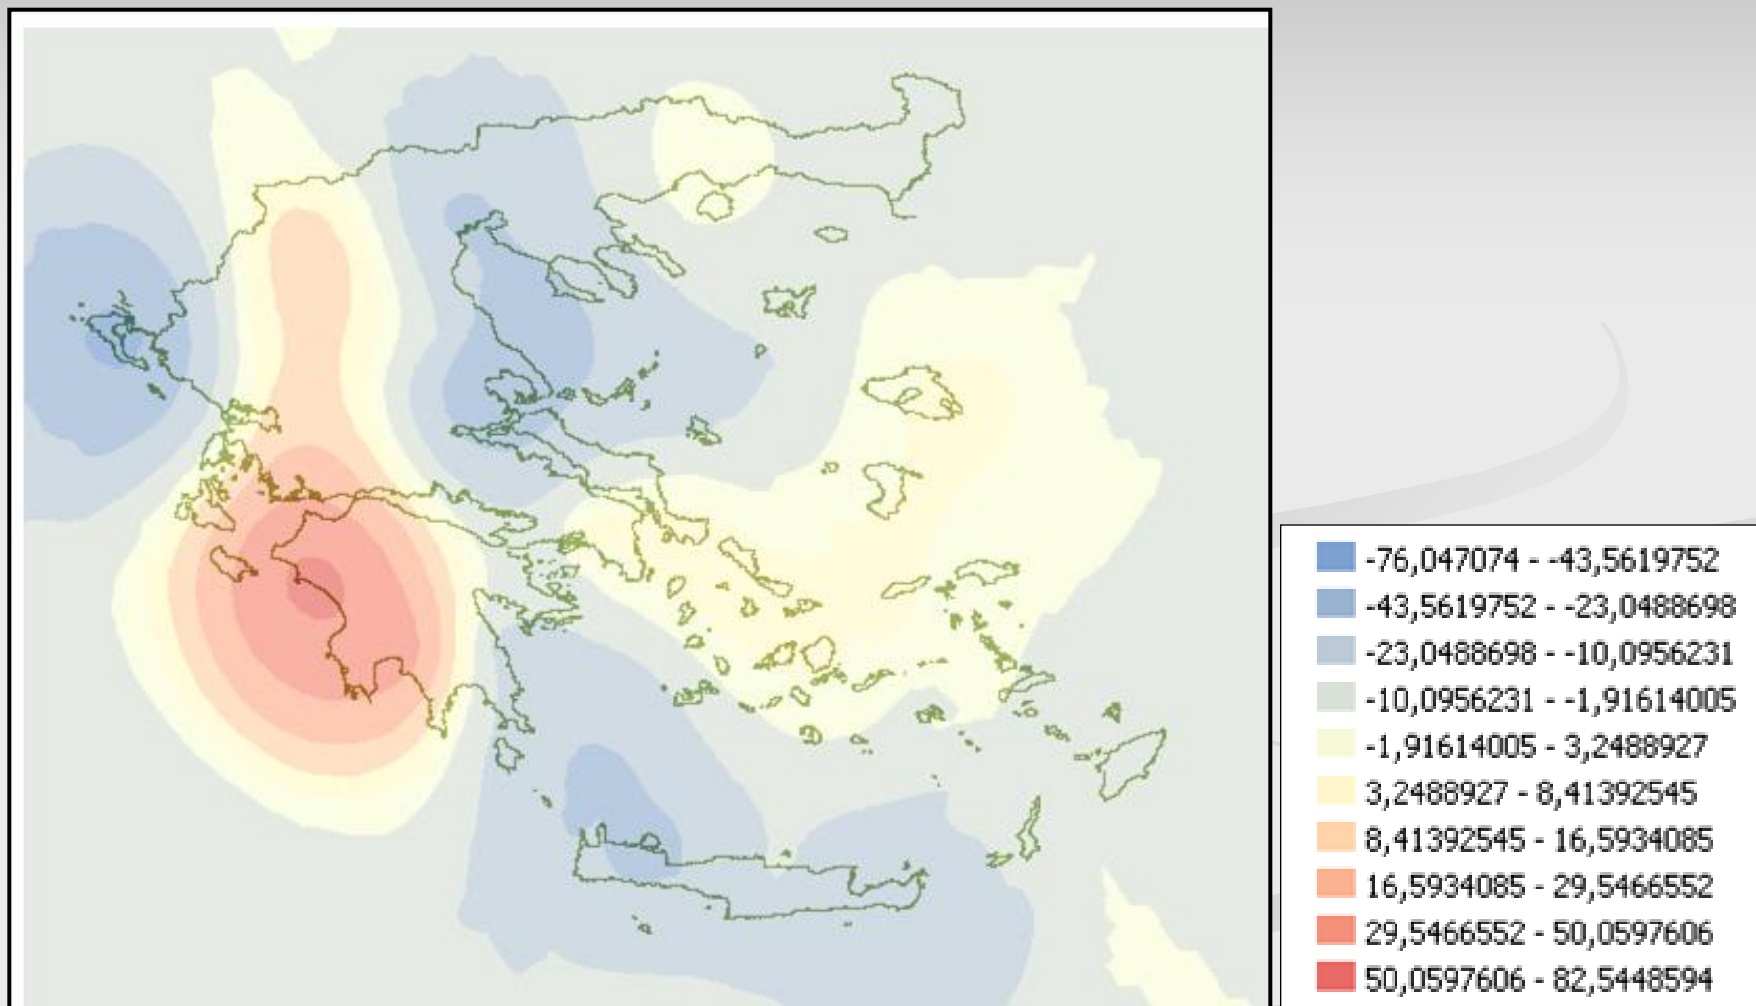 -76,047074 - -43,5619752
-43,5619752 - -23,0488698
-23,0488698 - -10,0956231
-10,0956231 - -1,91614005
-1,91614005 - 3,2488927
3,2488927 - 8,41392545
8,41392545 - 16,5934085
16,5934085 - 29,5466552
29,5466552 - 50,0597606
50,0597606 - 82,5448594